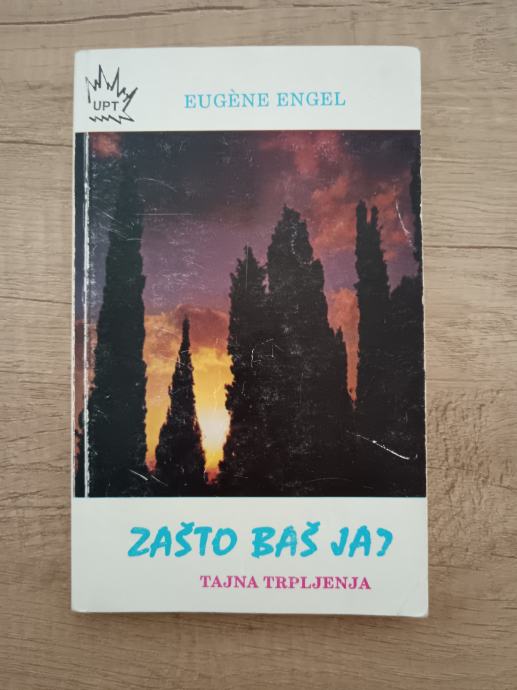 UPT
EUGÈNE ENGEL
ZAŠTO BAŠ JA?
TAJNA TRPLJENJA